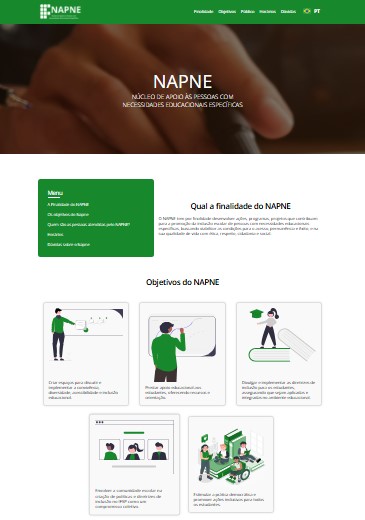 NAPNE
Finalidade Objetivos Público Horários Dúvidas PT
NAPNE
NÚCLEO DE APOIO ÀS PESSOAS COM
NECESSIDADES EDUCACIONAIS ESPECÍFICAS
Menu
A Finalidade do NAPNE
Os objetivos do Napne
Quem são as pessoas atendidas pelo NAPNE?
Horários
Dúvidas sobre o Napne
Qual a finalidade do NAPNE
O NAPNE tem por finalidade desenvolver ações, programas, projetos que contribuam
para a promoção da inclusão escolar de pessoas com necessidades educacionais
específicas, buscando viabilizar as condições para o acesso, permanência e êxito, e na
sua qualidade de vida com ética, respeito, cidadania e social.
Objetivos do NAPNE
Criar espaços para discutir e
implementar a convivência,
diversidade, acessibilidade e inclusão
educacional.
Prestar apoio educacional aos
estudantes, oferecendo recursos e
orientação.
Divulgar e implementar as diretrizes de
inclusão para os estudantes,
assegurando que sejam aplicadas e
integradas no ambiente educacional.
Envolver a comunidade escolar na
criação de políticas e diretrizes de
inclusão no IFSP como um
compromisso coletivo.
Estimular a prática democrática e
promover ações inclusivas para todos
os estudantes.